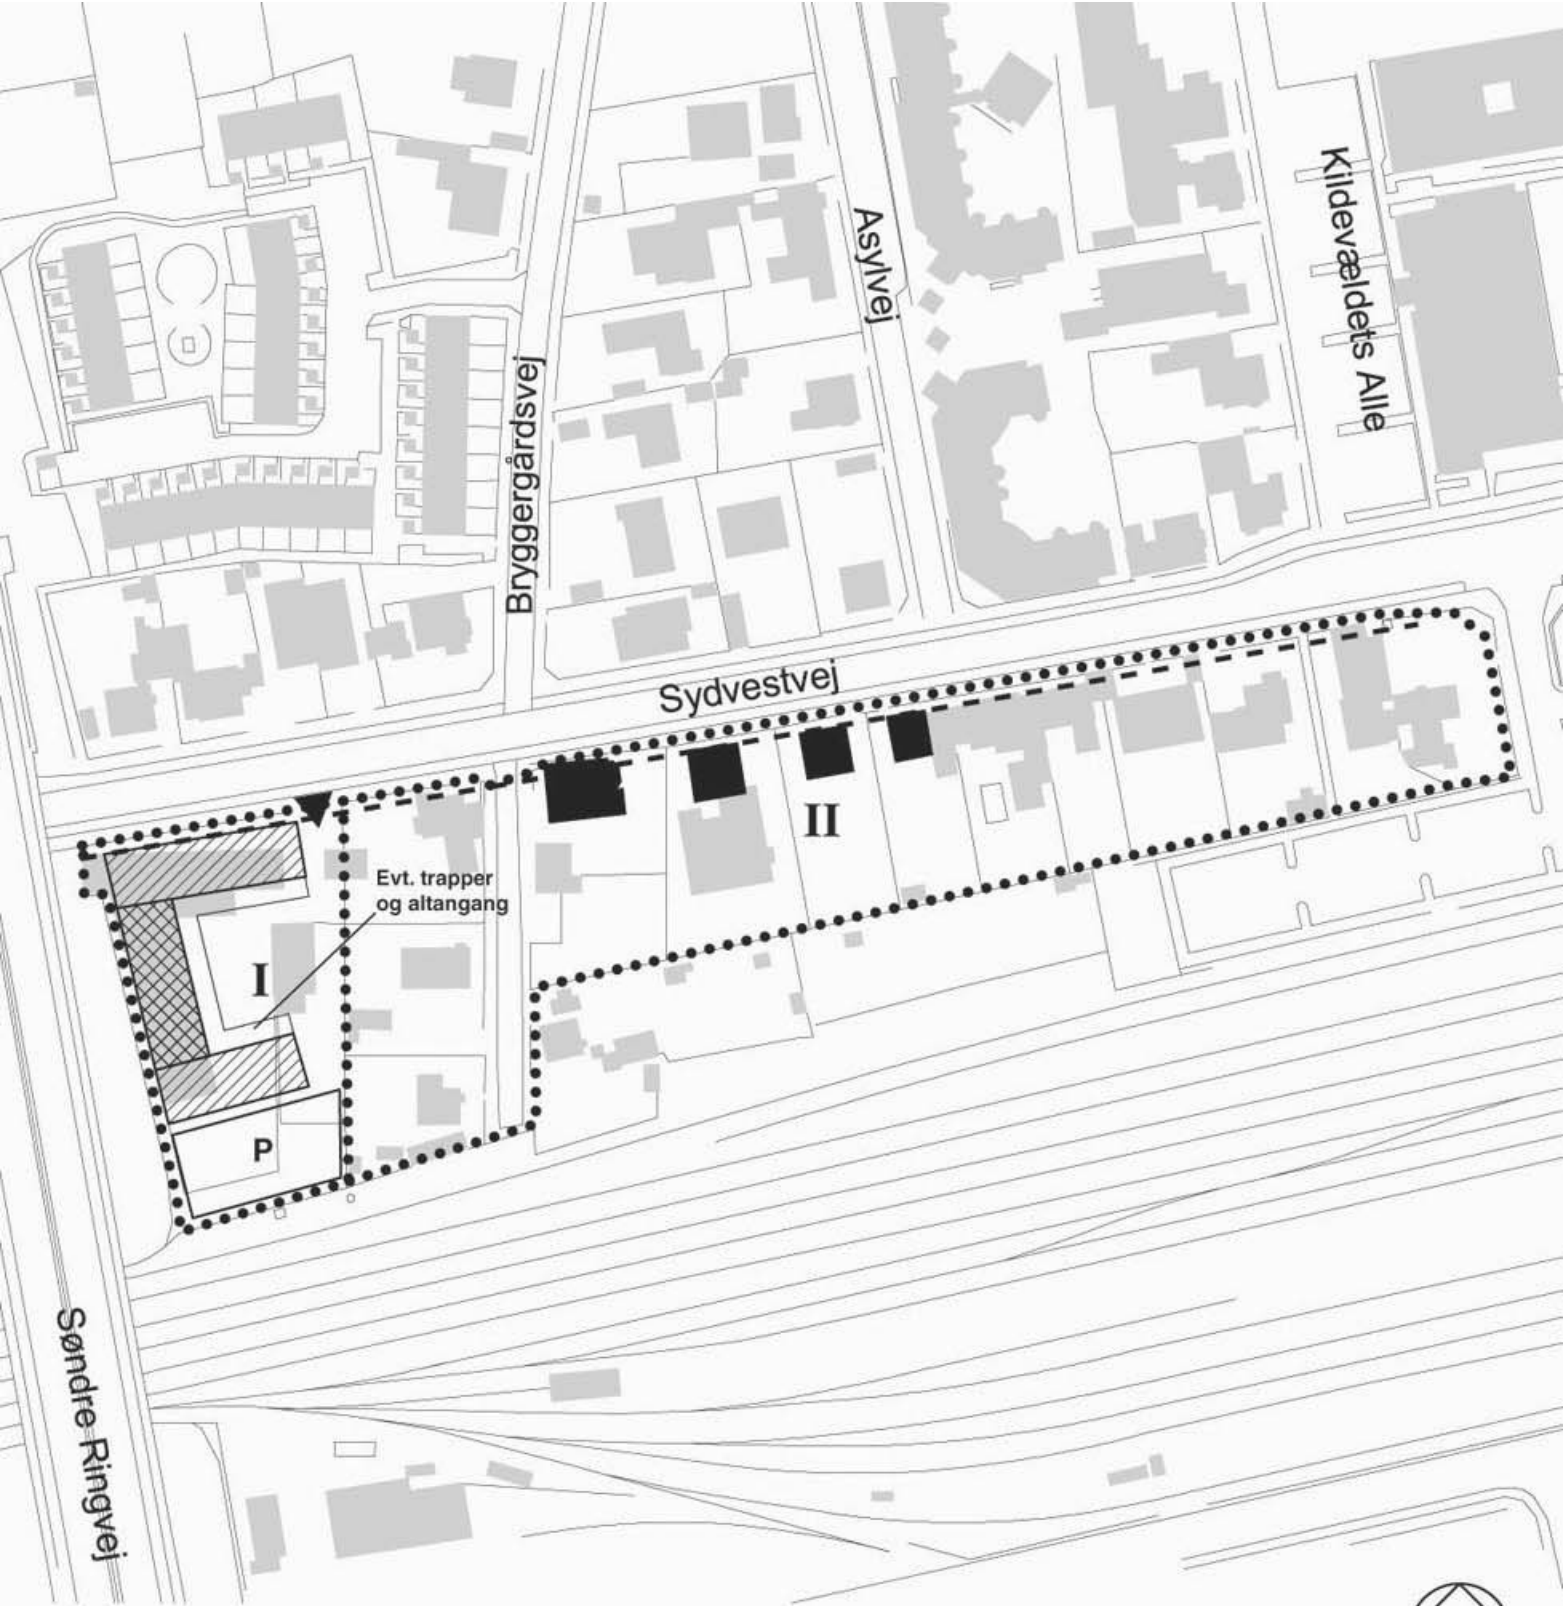 Kildevældets Alle
Asylvej
Bryggergårdsvej
Sydvestvej
II
Evt. trapper
og altangang
I
P
Søndre Ringvej